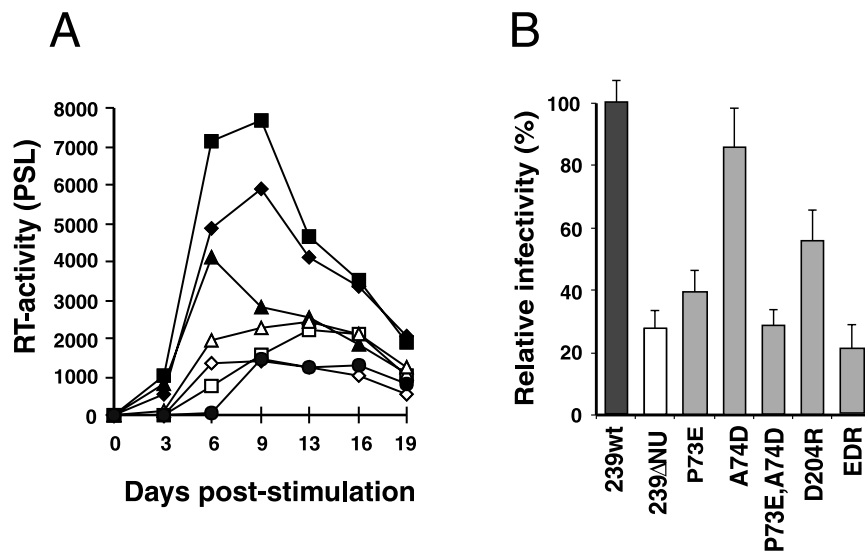 A
RT-activity (PSL)
8000
7000
6000
5000
4000
3000
2000
1000
0
0 3 6 9 13 16 19
Days post-stimulation
B
Relative infectivity (%)
100
80
60
40
20
0
239wt
239ΔNU
P73E
A74D
P73E,A74D
D204R
EDR